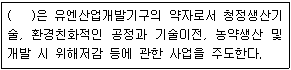 (   )은 유엔산업개발기구의 약자로서 청정생산기
술, 환경친화적인 공정과 기술이전, 농약생산 및
개발 시 위해저감 등에 관한 사업을 주도한다.